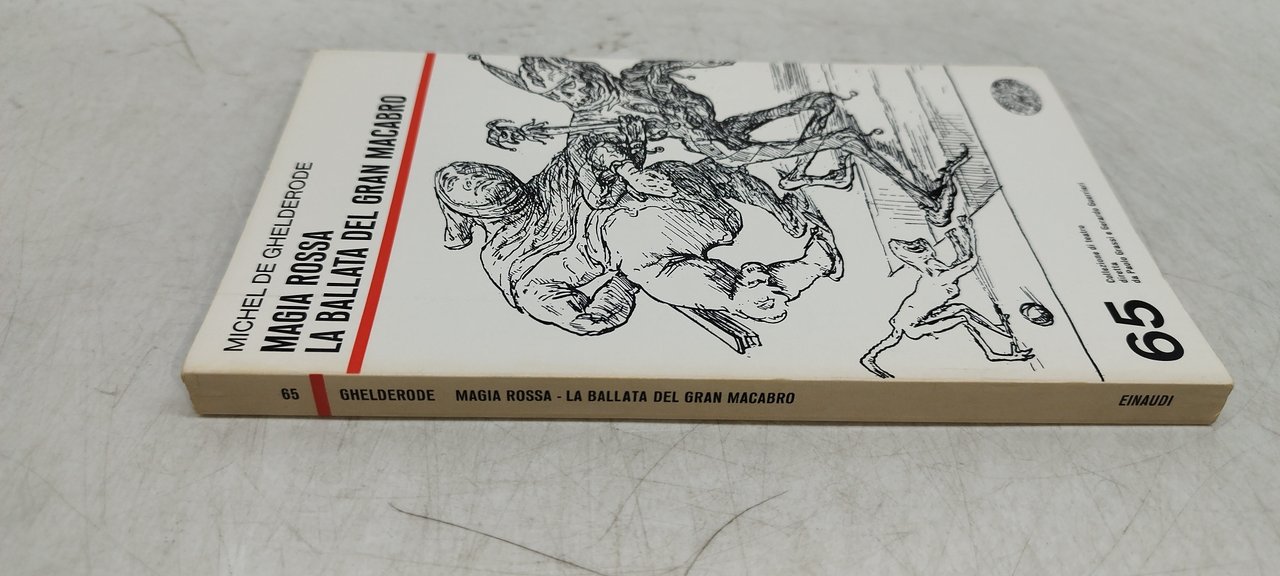 MICHEL DE GHELDERODE
MAGIA ROSSA
LA BALLATA DEL GRAN MACABRO
Collezione di teatro
diretta
da Paolo Grassi e Gerardo Guerrieri
65
65 GHELDERODE MAGIA ROSSA - LA BALLATA DEL GRAN MACABRO EINAUDI